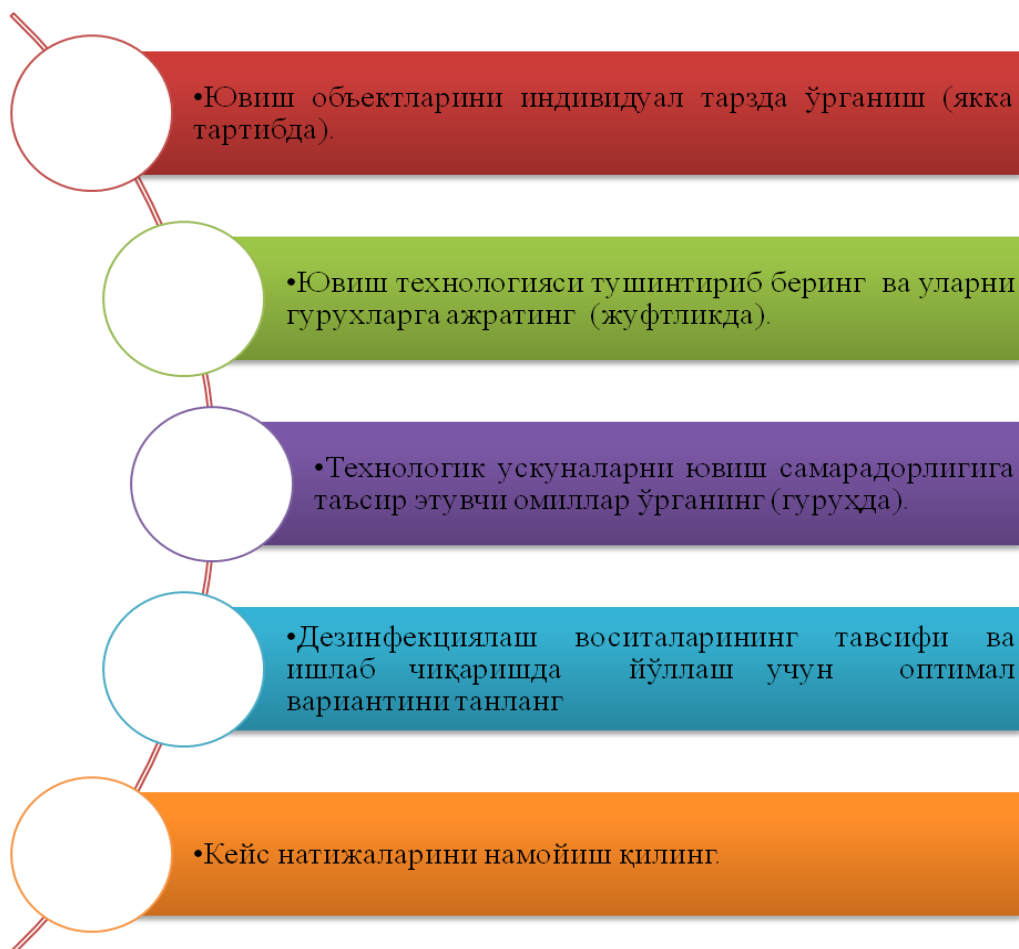 •Ювиш объектларини индивидуал тарзда ўрганиш (якка
тартибда).
•Ювиш технологияси тушинтириб беринг ва уларни
гурухларга ажратинг (жуфтликда).
•Технологик ускуналарни ювиш самарадорлигига
таъсир этувчи омиллар ўрганинг (гуруҳда).
•Дезинфекциялаш воситаларининг тавсифи ва
ишлаб чиқаришда йўллаш учун оптимал
вариантини танланг
•Кейс натижаларини намойиш қилинг.